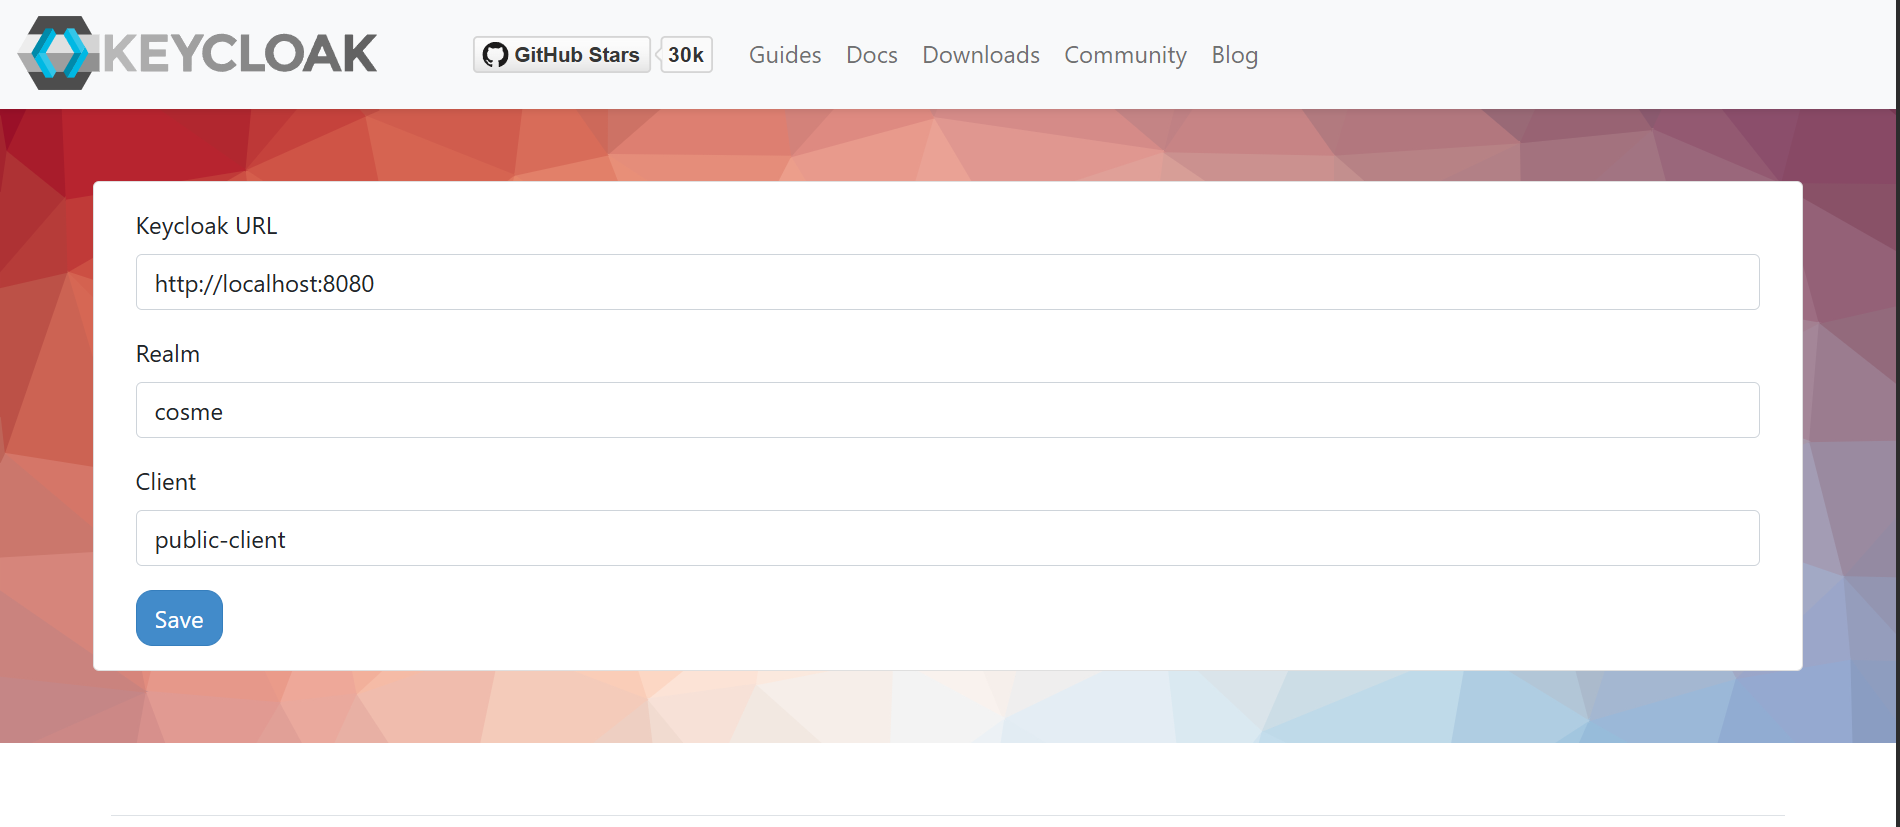 KEYCLOAK GitHub Stars 30k Guides Docs Downloads Community Blog
Keycloak URL
http://localhost:8080
Realm
cosme
Client
public-client
Save